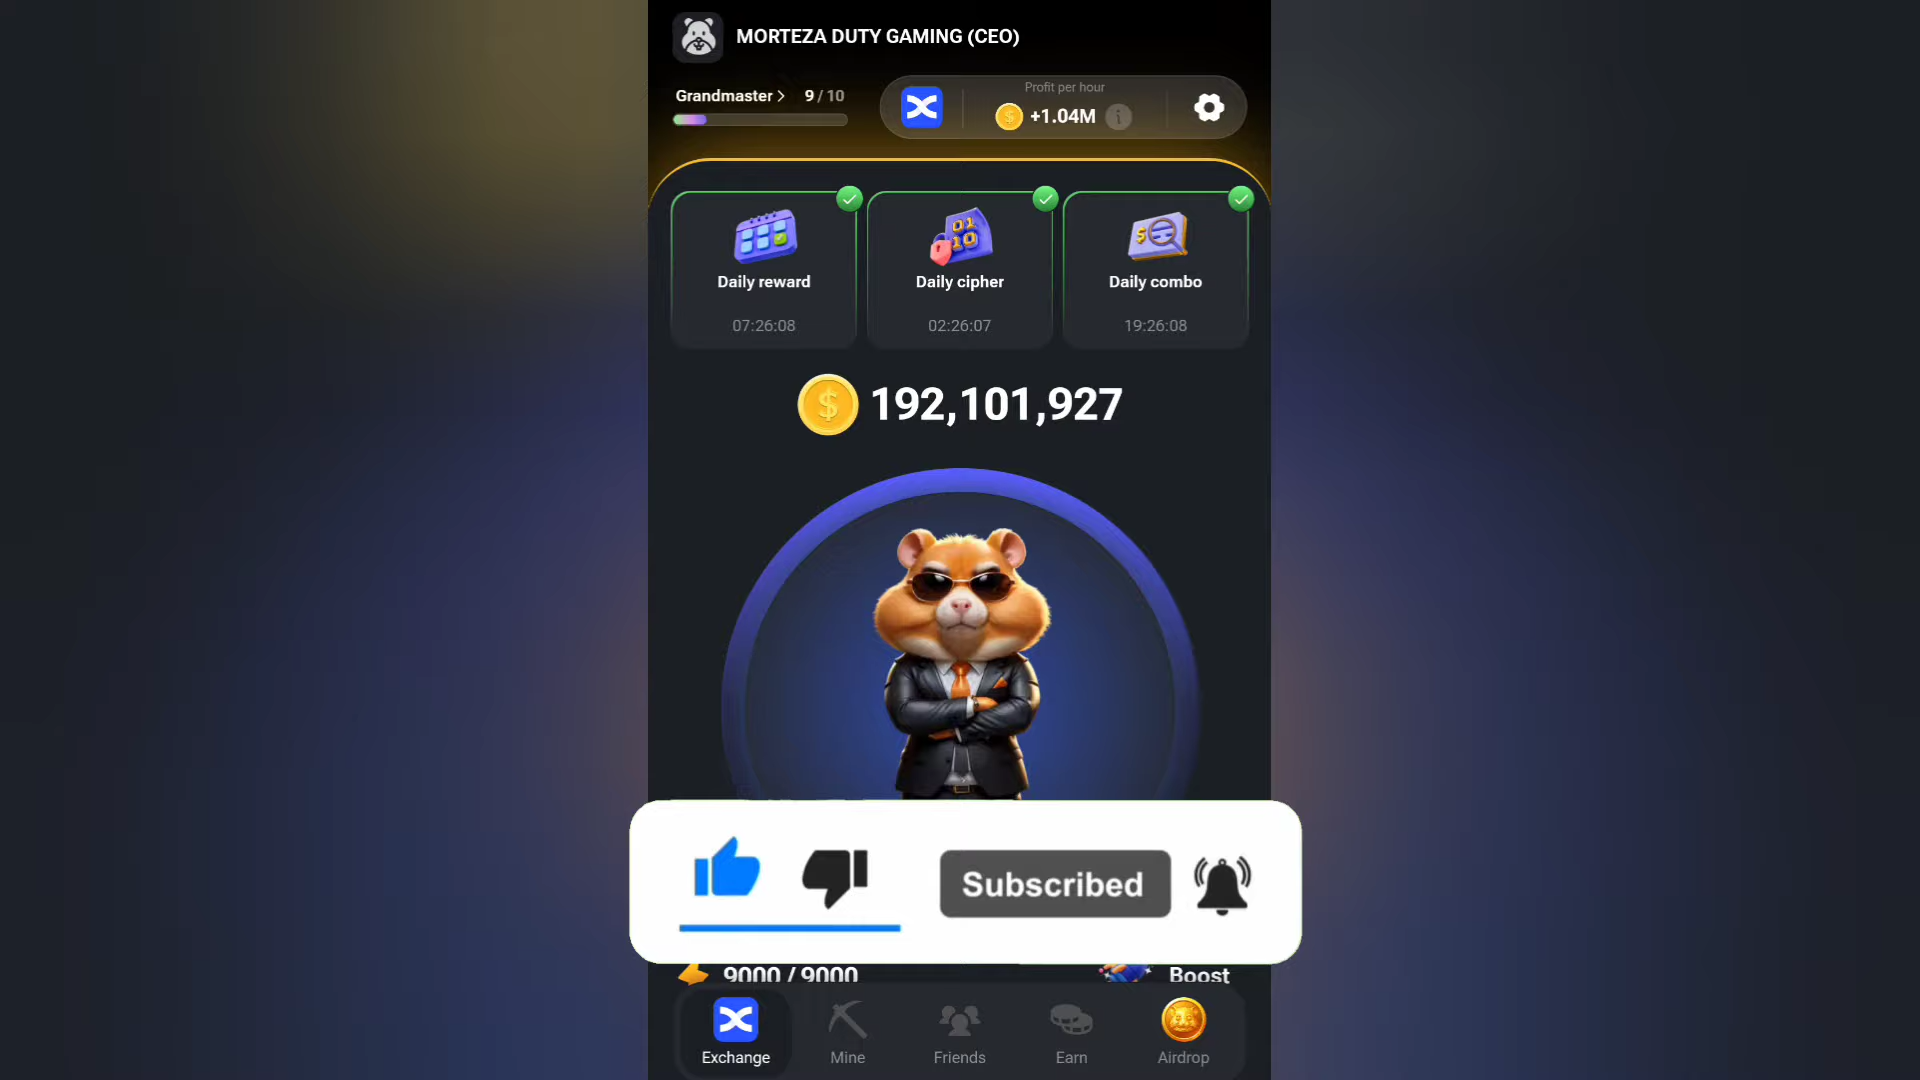 MORTEZA DUTY GAMING (CEO)
Grandmaster > 9 / 10
Profit per hour
$ +1.04M i
01
10
$
Daily reward
Daily cipher
Daily combo
07:26:08
02:26:07
19:26:08
$ 192,101,927
Subscribed
9000 / 9000
Boost
Exchange
Mine
Friends
Earn
Airdrop